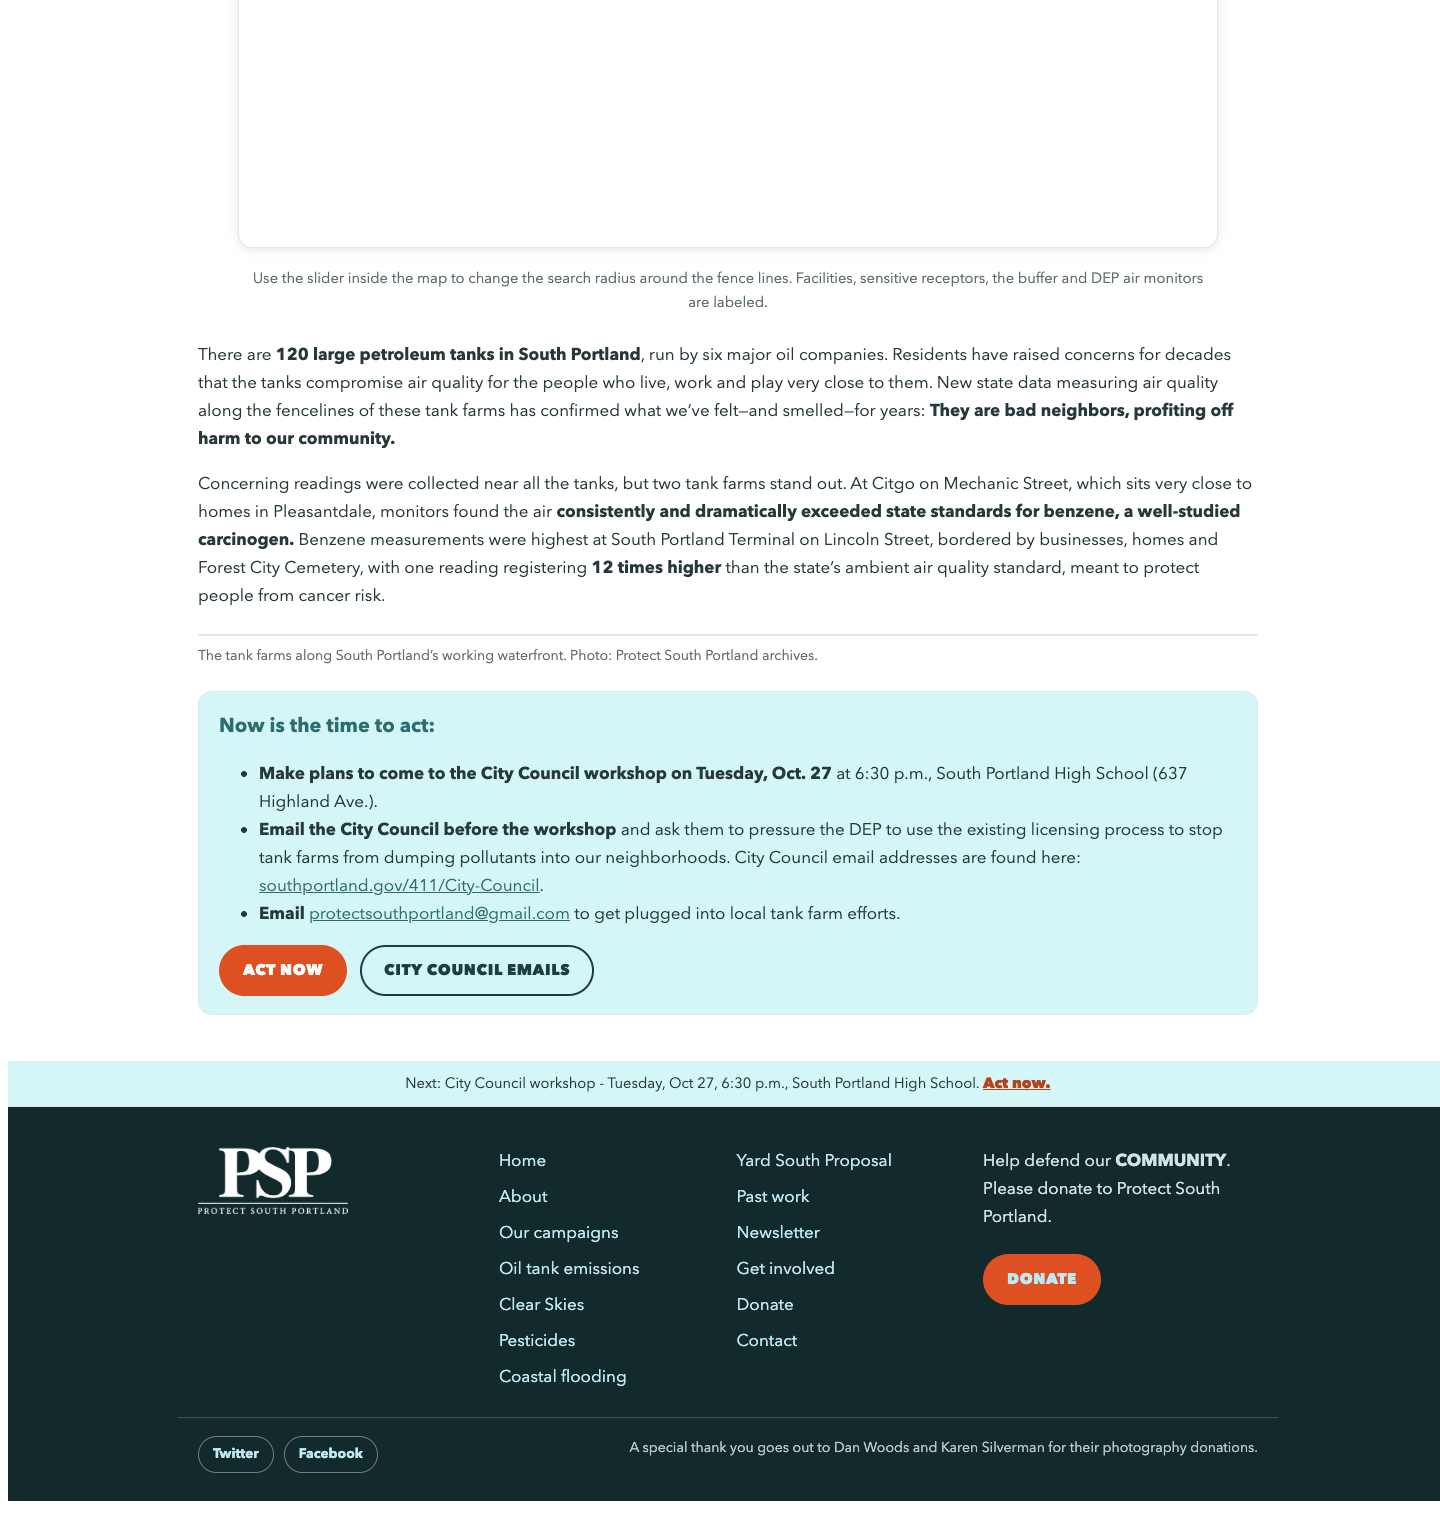 Use the slider inside the map to change the search radius around the fence lines. Facilities, sensitive receptors, the buffer and DEP air monitors
are labeled.
There are 120 large petroleum tanks in South Portland, run by six major oil companies. Residents have raised concerns for decades
that the tanks compromise air quality for the people who live, work and play very close to them. New state data measuring air quality
along the fencelines of these tank farms has confirmed what we’ve felt—and smelled—for years: They are bad neighbors, profiting off
harm to our community.
Concerning readings were collected near all the tanks, but two tank farms stand out. At Citgo on Mechanic Street, which sits very close to
homes in Pleasantdale, monitors found the air consistently and dramatically exceeded state standards for benzene, a well-studied
carcinogen. Benzene measurements were highest at South Portland Terminal on Lincoln Street, bordered by businesses, homes and
Forest City Cemetery, with one reading registering 12 times higher than the state’s ambient air quality standard, meant to protect
people from cancer risk.
The tank farms along South Portland’s working waterfront. Photo: Protect South Portland archives.
Now is the time to act:
• Make plans to come to the City Council workshop on Tuesday, Oct. 27 at 6:30 p.m., South Portland High School (637
Highland Ave.).
• Email the City Council before the workshop and ask them to pressure the DEP to use the existing licensing process to stop
tank farms from dumping pollutants into our neighborhoods. City Council email addresses are found here:
southportland.gov/411/City-Council.
• Email protectsouthportland@gmail.com to get plugged into local tank farm efforts.
ACT NOW
CITY COUNCIL EMAILS
Next: City Council workshop - Tuesday, Oct 27, 6:30 p.m., South Portland High School. Act now.
PSP
PROTECT SOUTH PORTLAND
Home
About
Our campaigns
Oil tank emissions
Clear Skies
Pesticides
Coastal flooding
Yard South Proposal
Past work
Newsletter
Get involved
Donate
Contact
Help defend our COMMUNITY.
Please donate to Protect South
Portland.
DONATE
Twitter
Facebook
A special thank you goes out to Dan Woods and Karen Silverman for their photography donations.